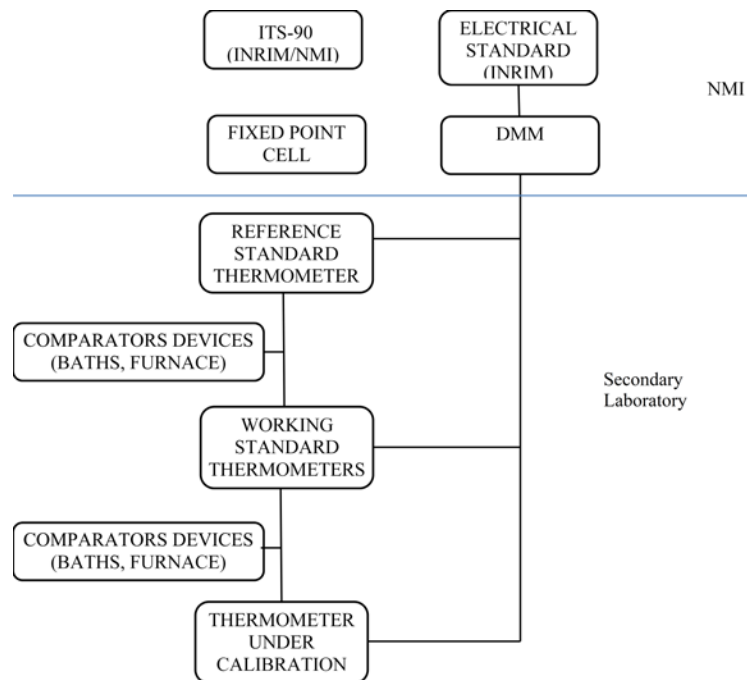 ITS-90
(INRIM/NMI)
ELECTRICAL
STANDARD
(INRIM)
NMI
FIXED POINT
CELL
DMM
REFERENCE
STANDARD
THERMOMETER
COMPARATORS DEVICES
(BATHS, FURNACE)
Secondary
Laboratory
WORKING
STANDARD
THERMOMETERS
COMPARATORS DEVICES
(BATHS, FURNACE)
THERMOMETER
UNDER
CALIBRATION